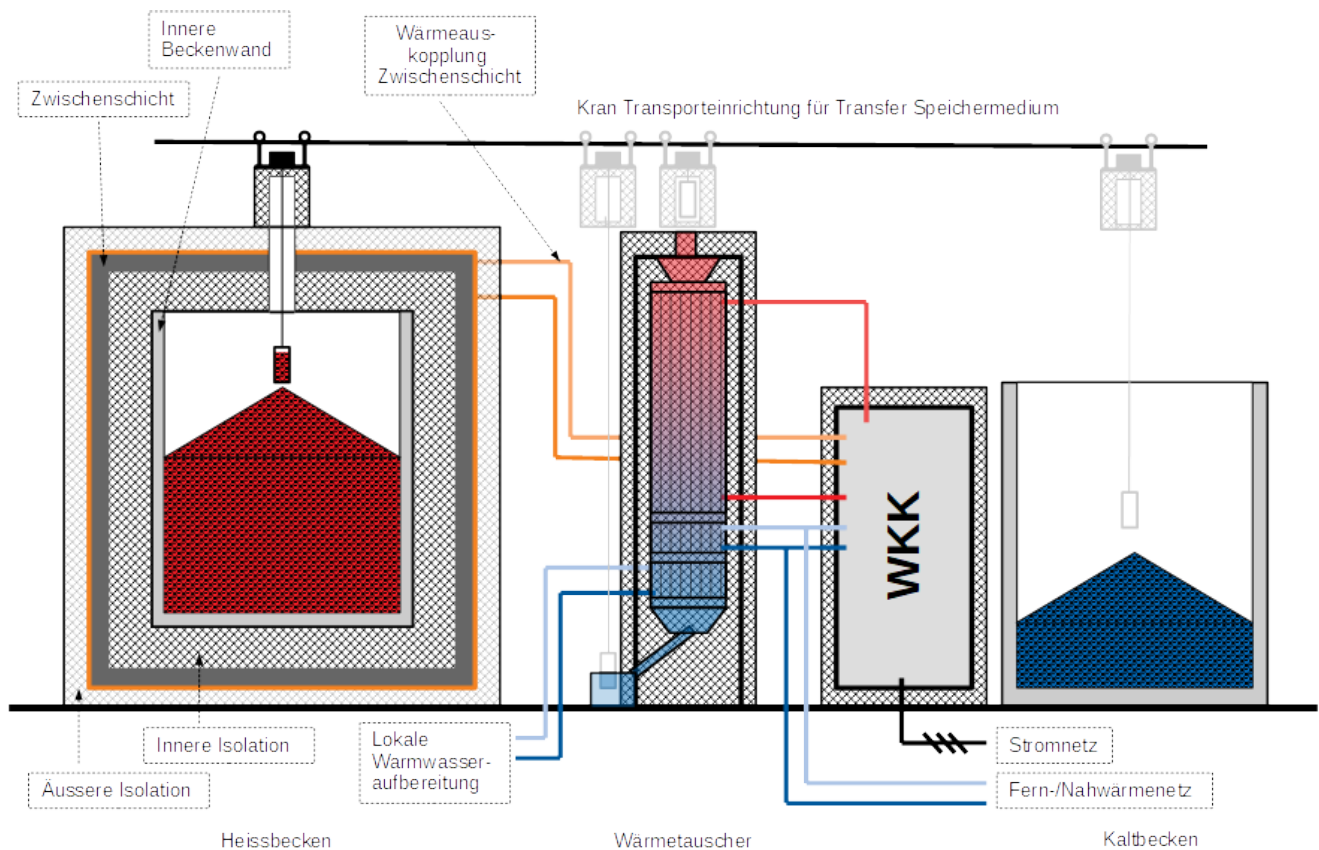 Innere
Beckenwand
Wärmeaus-
kopplung
Zwischenschicht
Zwischenschicht
Kran Transporteinrichtung für Transfer Speichermedium
WKK
Innere Isolation
Äussere Isolation
Lokale
Warmwasser-
aufbereitung
Stromnetz
Fern-/Nahwärmenetz
Heissbecken
Wärmetauscher
Kaltbecken